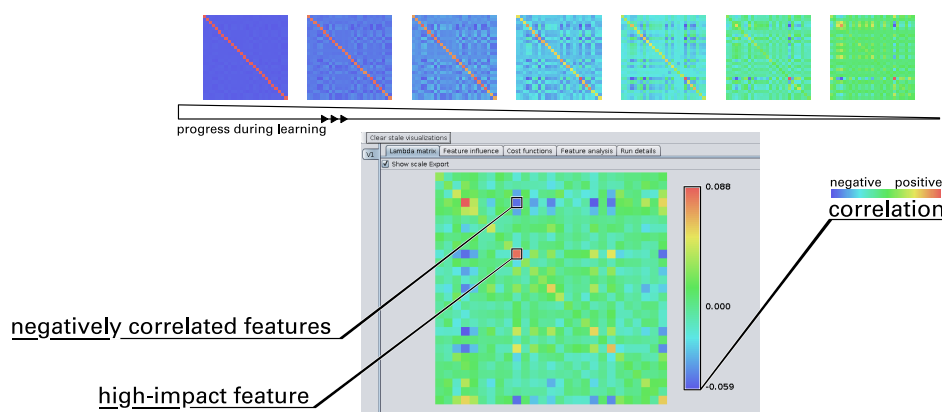 progress during learning
Clear stale visualizations
V1
Lambda matrix Feature influence Cost functions Feature analysis Run details
Show scale Export
0.088
negative positive
correlation
0.000
negatively correlated features
-0.059
high-impact feature